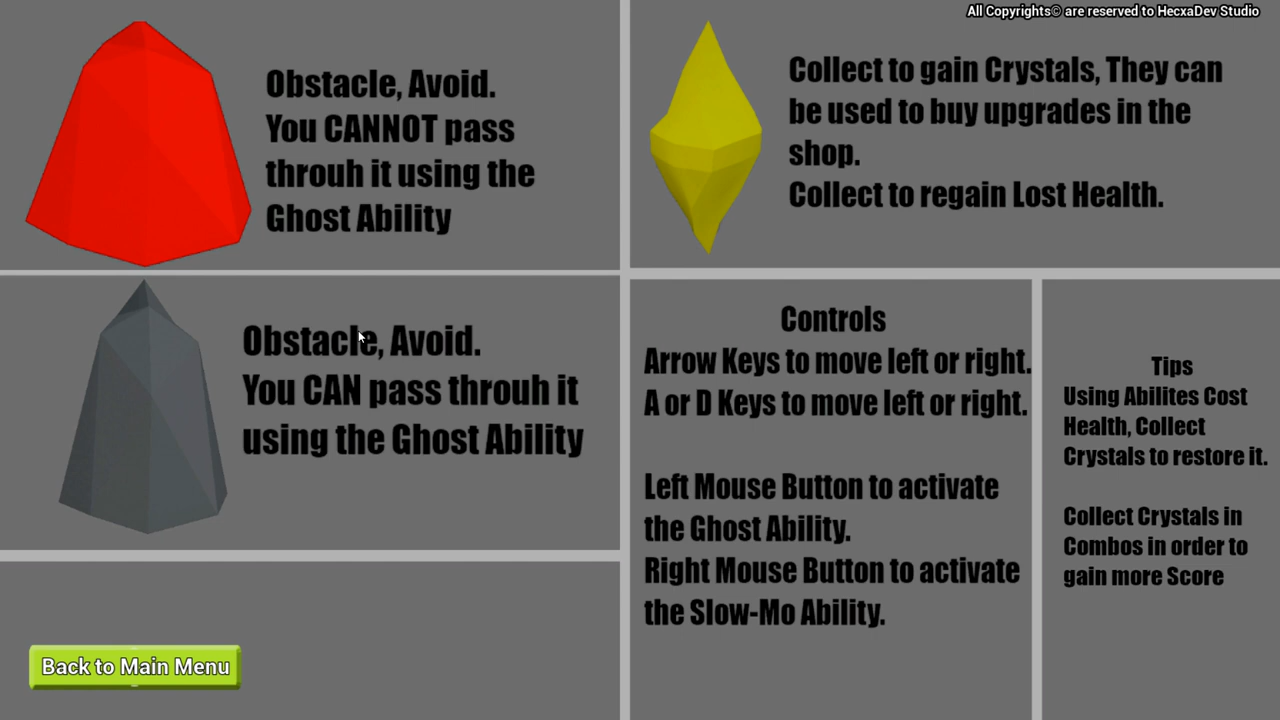 All Copyrights© are reserved to HecxaDev Studio
Obstacle, Avoid.
You CANNOT pass
throuh it using the
Ghost Ability
Collect to gain Crystals, They can
be used to buy upgrades in the
shop.
Collect to regain Lost Health.
Obstacle, Avoid.
You CAN pass throuh it
using the Ghost Ability
Controls
Arrow Keys to move left or right.
A or D Keys to move left or right.
Left Mouse Button to activate
the Ghost Ability.
Right Mouse Button to activate
the Slow-Mo Ability.
Tips
Using Abilites Cost
Health, Collect
Crystals to restore it.
Collect Crystals in
Combos in order to
gain more Score
Back to Main Menu